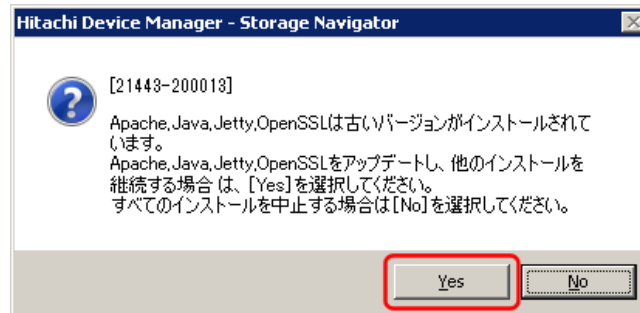 Hitachi Device Manager - Storage Navigator
[21443-200013]
Apache,Java,Jetty,OpenSSLは古いバージョンがインストールされて
います。
Apache,Java,Jetty,OpenSSLをアップデートし、他のインストールを
継続する場合は、[Yes]を選択してください。
すべてのインストールを中止する場合は[No]を選択してください。
Yes
No